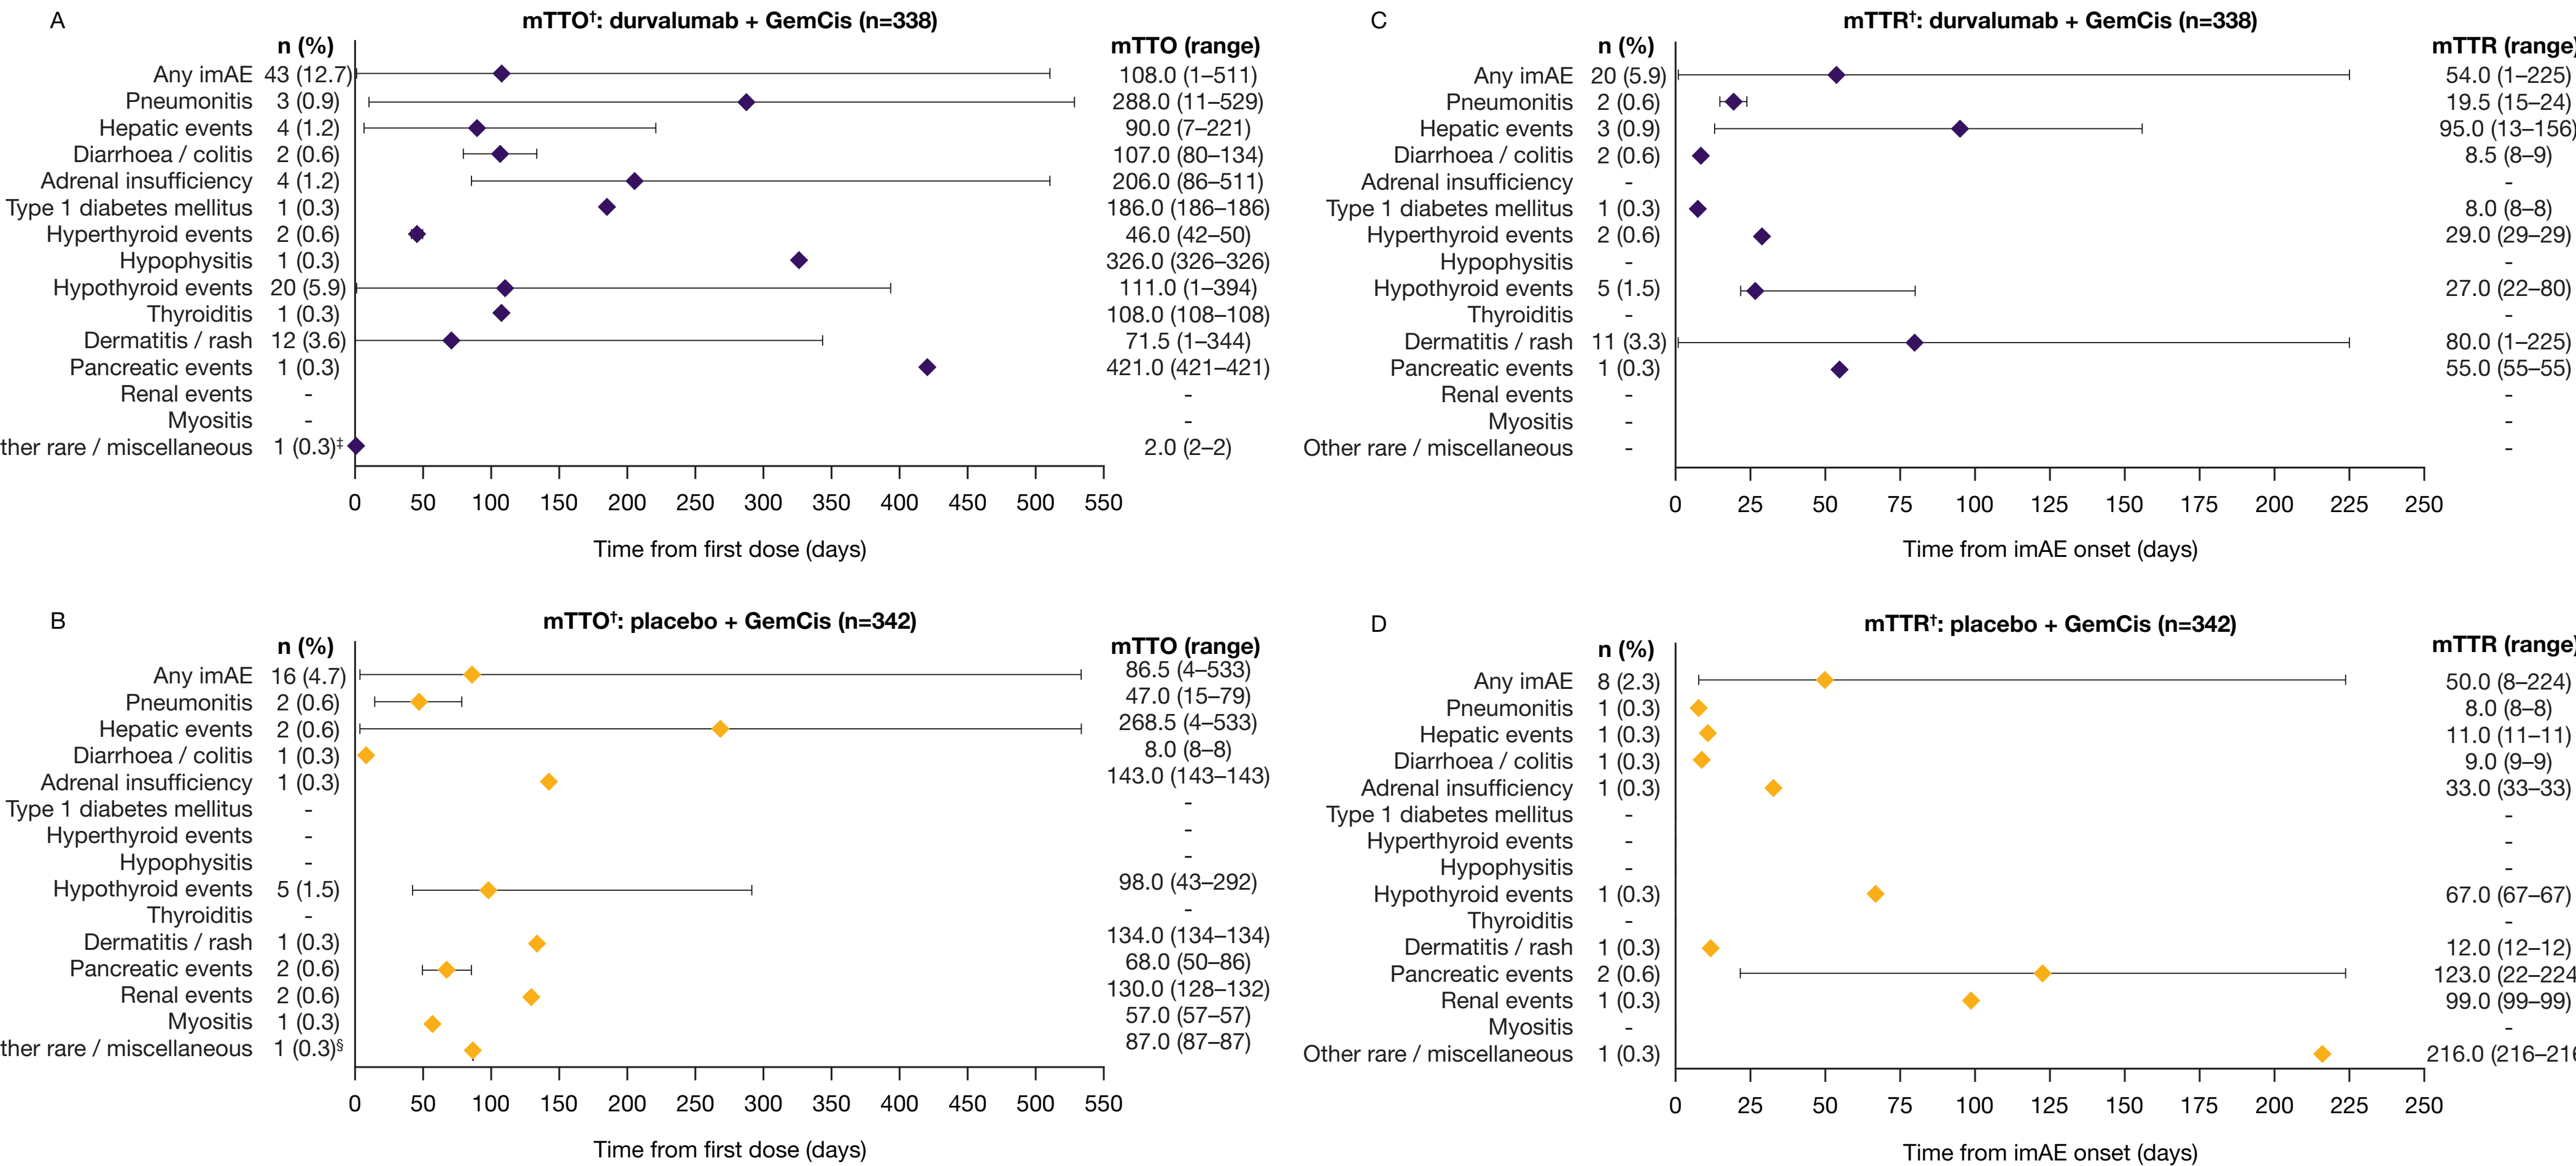 A
mTTO†: durvalumab + GemCis (n=338)
n (%) mTTO (range)
Any imAE 43 (12.7) 108.0 (1–511)
Pneumonitis 3 (0.9) 288.0 (11–529)
Hepatic events 4 (1.2) 90.0 (7–221)
Diarrhoea / colitis 2 (0.6) 107.0 (80–134)
Adrenal insufficiency 4 (1.2) 206.0 (86–511)
Type 1 diabetes mellitus 1 (0.3) 186.0 (186–186)
Hyperthyroid events 2 (0.6) 46.0 (42–50)
Hypophysitis 1 (0.3) 326.0 (326–326)
Hypothyroid events 20 (5.9) 111.0 (1–394)
Thyroiditis 1 (0.3) 108.0 (108–108)
Dermatitis / rash 12 (3.6) 71.5 (1–344)
Pancreatic events 1 (0.3) 421.0 (421–421)
Renal events - -
Myositis - -
ther rare / miscellaneous 1 (0.3)‡ 2.0 (2–2)
0 50 100 150 200 250 300 350 400 450 500 550
Time from first dose (days)
B
mTTO†: placebo + GemCis (n=342)
n (%) mTTO (range)
Any imAE 16 (4.7) 86.5 (4–533)
Pneumonitis 2 (0.6) 47.0 (15–79)
Hepatic events 2 (0.6) 268.5 (4–533)
Diarrhoea / colitis 1 (0.3) 8.0 (8–8)
Adrenal insufficiency 1 (0.3) 143.0 (143–143)
Type 1 diabetes mellitus - -
Hyperthyroid events - -
Hypophysitis - -
Hypothyroid events 5 (1.5) 98.0 (43–292)
Thyroiditis - -
Dermatitis / rash 1 (0.3) 134.0 (134–134)
Pancreatic events 2 (0.6) 68.0 (50–86)
Renal events 2 (0.6) 130.0 (128–132)
Myositis 1 (0.3) 57.0 (57–57)
ther rare / miscellaneous 1 (0.3)§ 87.0 (87–87)
0 50 100 150 200 250 300 350 400 450 500 550
Time from first dose (days)
C
mTTR†: durvalumab + GemCis (n=338)
n (%) mTTR (range)
Any imAE 20 (5.9) 54.0 (1–225)
Pneumonitis 2 (0.6) 19.5 (15–24)
Hepatic events 3 (0.9) 95.0 (13–156)
Diarrhoea / colitis 2 (0.6) 8.5 (8–9)
Adrenal insufficiency - -
Type 1 diabetes mellitus 1 (0.3) 8.0 (8–8)
Hyperthyroid events 2 (0.6) 29.0 (29–29)
Hypophysitis - -
Hypothyroid events 5 (1.5) 27.0 (22–80)
Thyroiditis - -
Dermatitis / rash 11 (3.3) 80.0 (1–225)
Pancreatic events 1 (0.3) 55.0 (55–55)
Renal events - -
Myositis - -
Other rare / miscellaneous - -
0 25 50 75 100 125 150 175 200 225 250
Time from imAE onset (days)
D
mTTR†: placebo + GemCis (n=342)
n (%) mTTR (range)
Any imAE 8 (2.3) 50.0 (8–224)
Pneumonitis 1 (0.3) 8.0 (8–8)
Hepatic events 1 (0.3) 11.0 (11–11)
Diarrhoea / colitis 1 (0.3) 9.0 (9–9)
Adrenal insufficiency 1 (0.3) 33.0 (33–33)
Type 1 diabetes mellitus - -
Hyperthyroid events - -
Hypophysitis - -
Hypothyroid events 1 (0.3) 67.0 (67–67)
Thyroiditis - -
Dermatitis / rash 1 (0.3) 12.0 (12–12)
Pancreatic events 2 (0.6) 123.0 (22–224
Renal events 1 (0.3) 99.0 (99–99)
Myositis - -
Other rare / miscellaneous 1 (0.3) 216.0 (216–216
0 25 50 75 100 125 150 175 200 225 250
Time from imAE onset (days)